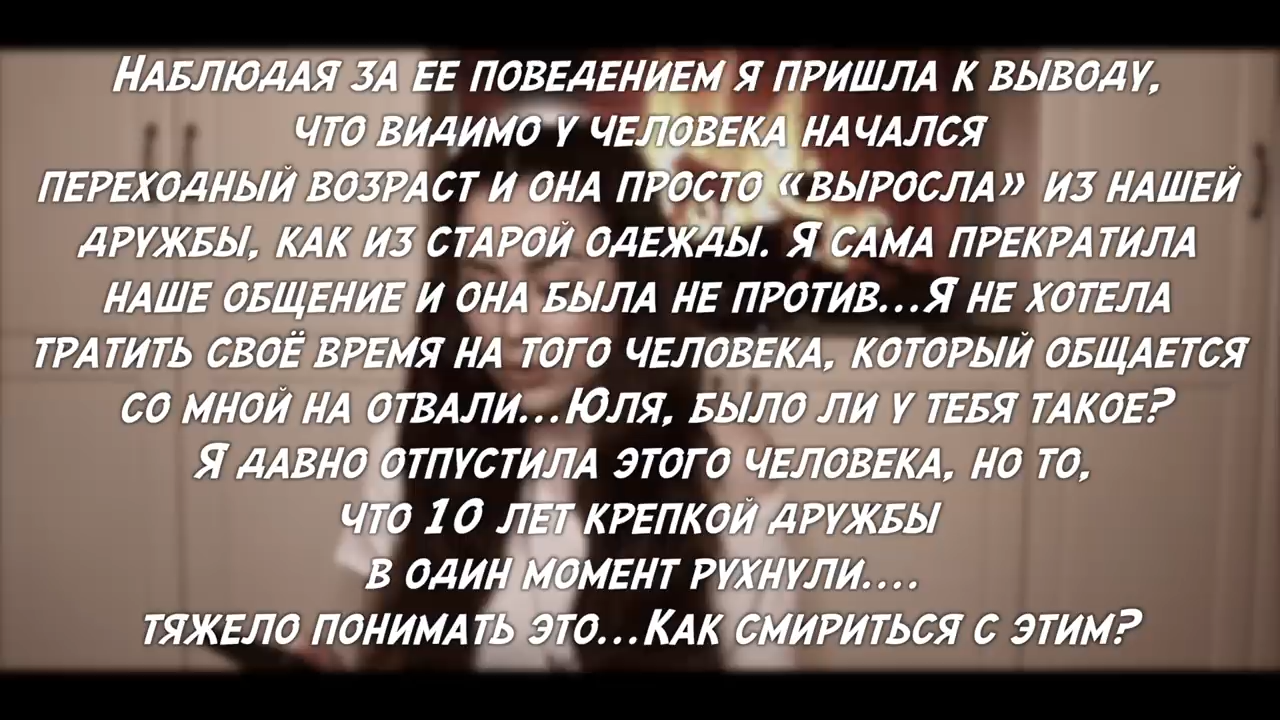 Наблюдая за ее поведением я пришла к выводу,
что видимо у человека начался
переходный возраст и она просто «выросла» из нашей
дружбы, как из старой одежды. Я сама прекратила
наше общение и она была не против...Я не хотела
тратить своё время на того человека, который общается
со мной на отвали...Юля, было ли у тебя такое?
Я давно отпустила этого человека, но то,
что 10 лет крепкой дружбы
в один момент рухнули....
тяжело понимать это...Как смириться с этим?